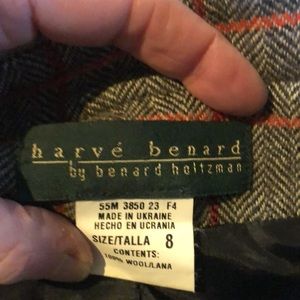 harvé benard
by benard holtzman
55M 3850 23 F4
MADE IN UKRAINE
HECHO EN UCRANIA
SIZE/TALLA 8
CONTENTS:
100% WOOL/LANA